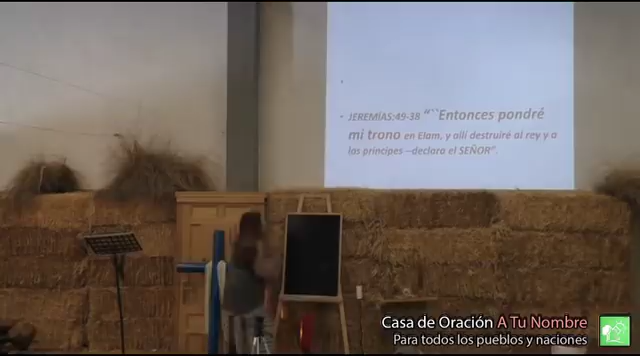 • JEREMÍAS:49-38 “``Entonces pondré
mi trono en Elam, y allí destruiré al rey y a
los príncipes –declara el SEÑOR”.
Casa de Oración A Tu Nombre
Para todos los pueblos y naciones